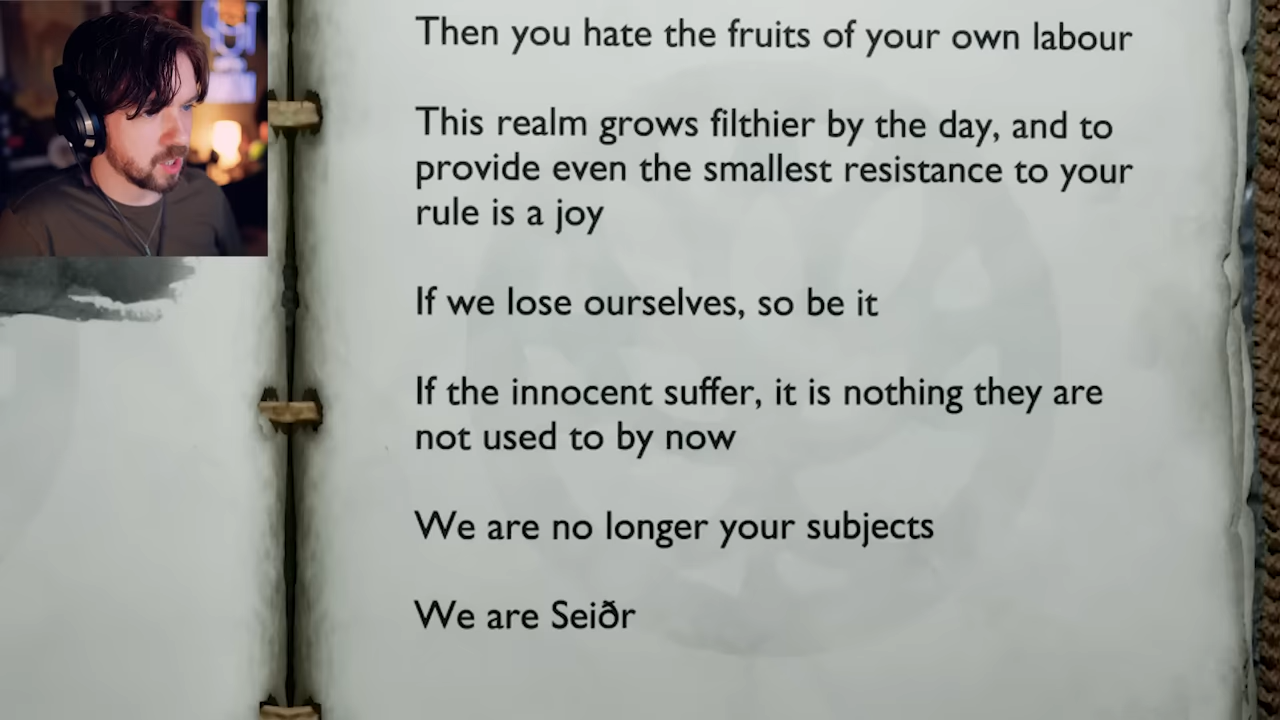 Then you hate the fruits of your own labour
This realm grows filthier by the day, and to
provide even the smallest resistance to your
rule is a joy
If we lose ourselves, so be it
If the innocent suffer, it is nothing they are
not used to by now
We are no longer your subjects
We are Seiðr